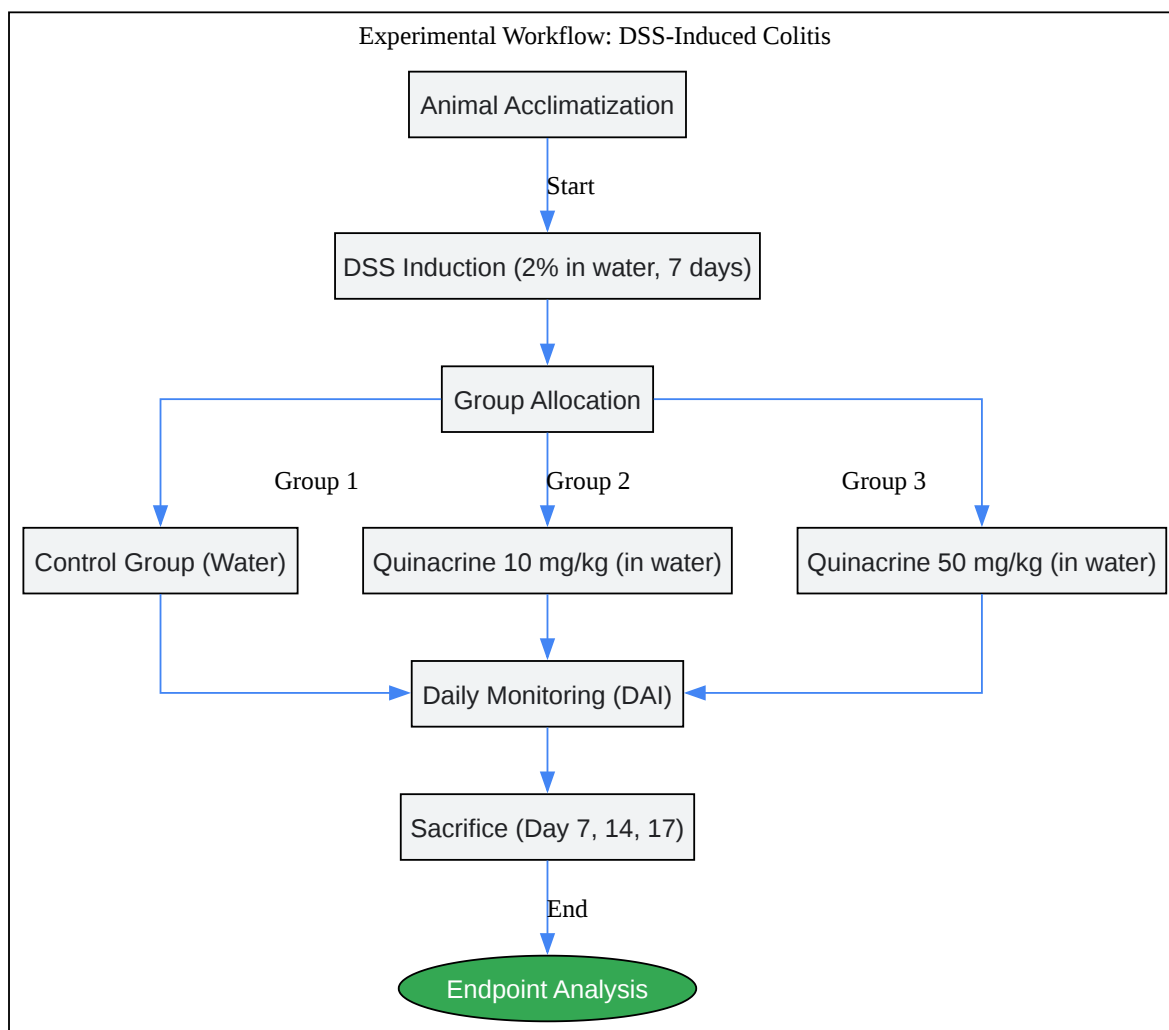 Experimental Workflow: DSS-Induced Colitis
Animal Acclimatization
Start
DSS Induction (2% in water, 7 days)
Group Allocation
Group 1
Group 2
Group 3
Control Group (Water)
Quinacrine 10 mg/kg (in water)
Quinacrine 50 mg/kg (in water)
Daily Monitoring (DAI)
Sacrifice (Day 7, 14, 17)
End
Endpoint Analysis